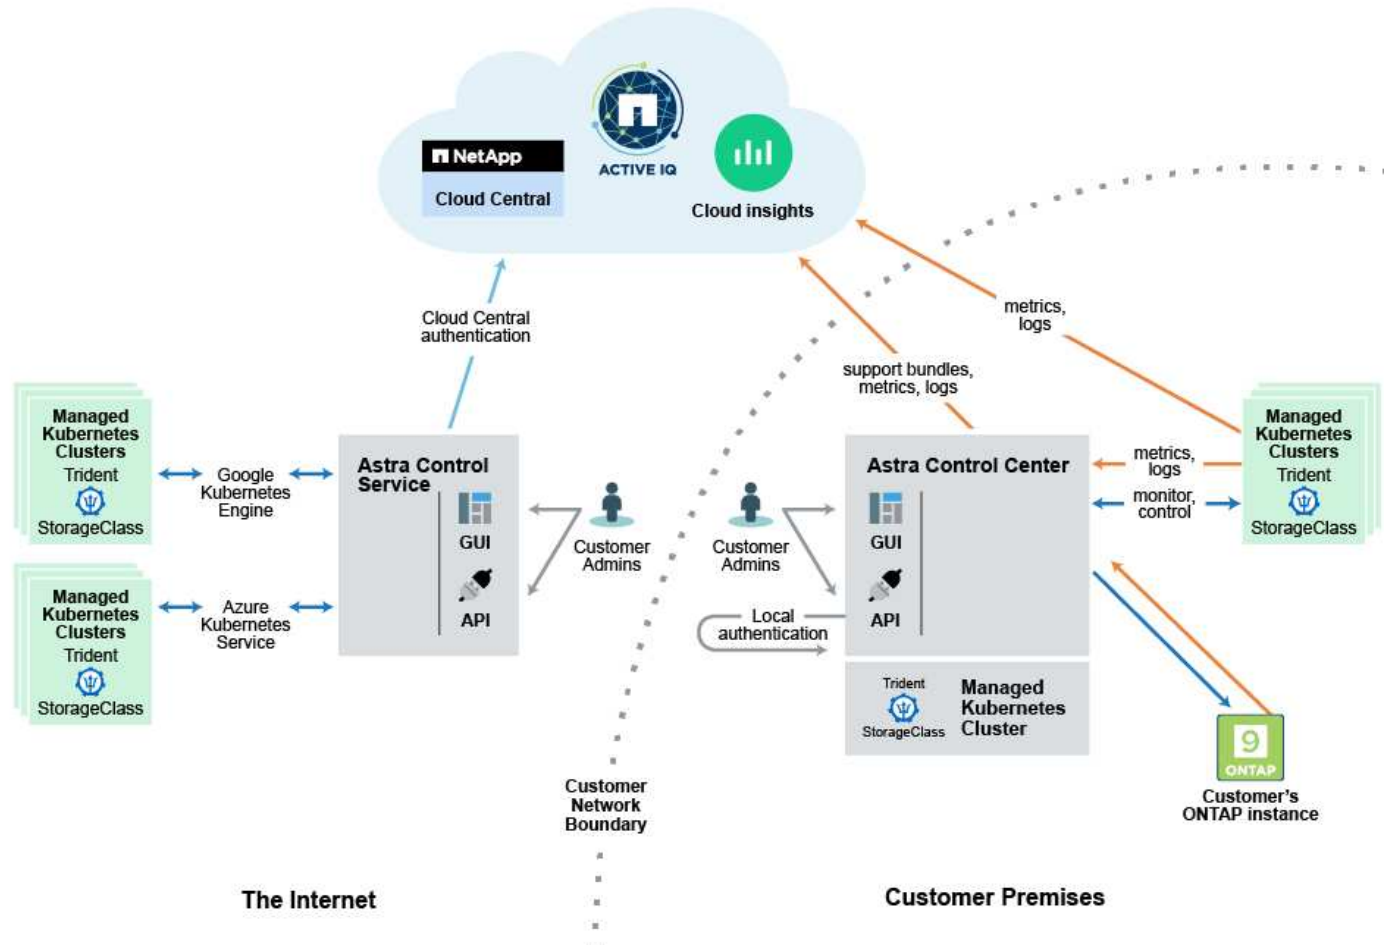 NetApp
Cloud Central
ACTIVE IQ
Cloud insights
Cloud Central
authentication
metrics,
logs
support bundles,
metrics, logs
Managed
Kubernetes
Clusters
Trident
StorageClass
Google
Kubernetes
Engine
Managed
Kubernetes
Clusters
Trident
StorageClass
Azure
Kubernetes
Service
Astra Control
Service
GUI
API
Customer
Admins
Customer
Admins
Local
authentication
Astra Control Center
GUI
API
Trident
StorageClass
Managed
Kubernetes
Cluster
metrics,
logs
monitor,
control
Managed
Kubernetes
Clusters
Trident
StorageClass
9
ONTAP
Customer's
ONTAP instance
Customer
Network
Boundary
The Internet
Customer Premises